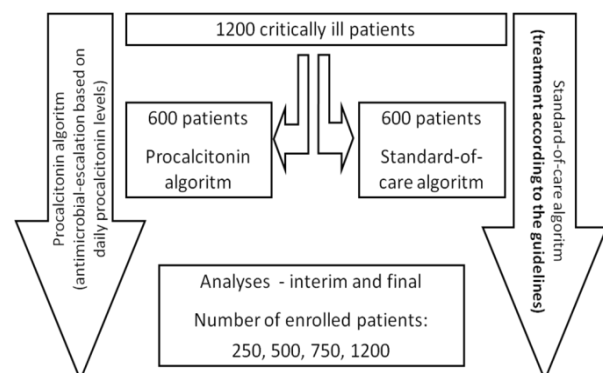 1200 critically ill patients
Procalcitonin algoritm
(antimicrobial-escalation based on
daily procalcitonin levels)
600 patients
Procalcitonin
algoritm
600 patients
Standard-of-
care algoritm
Standard-of-care algoritm
(treatment according to the guidelines)
Analyses - interim and final
Number of enrolled patients:
250, 500, 750, 1200